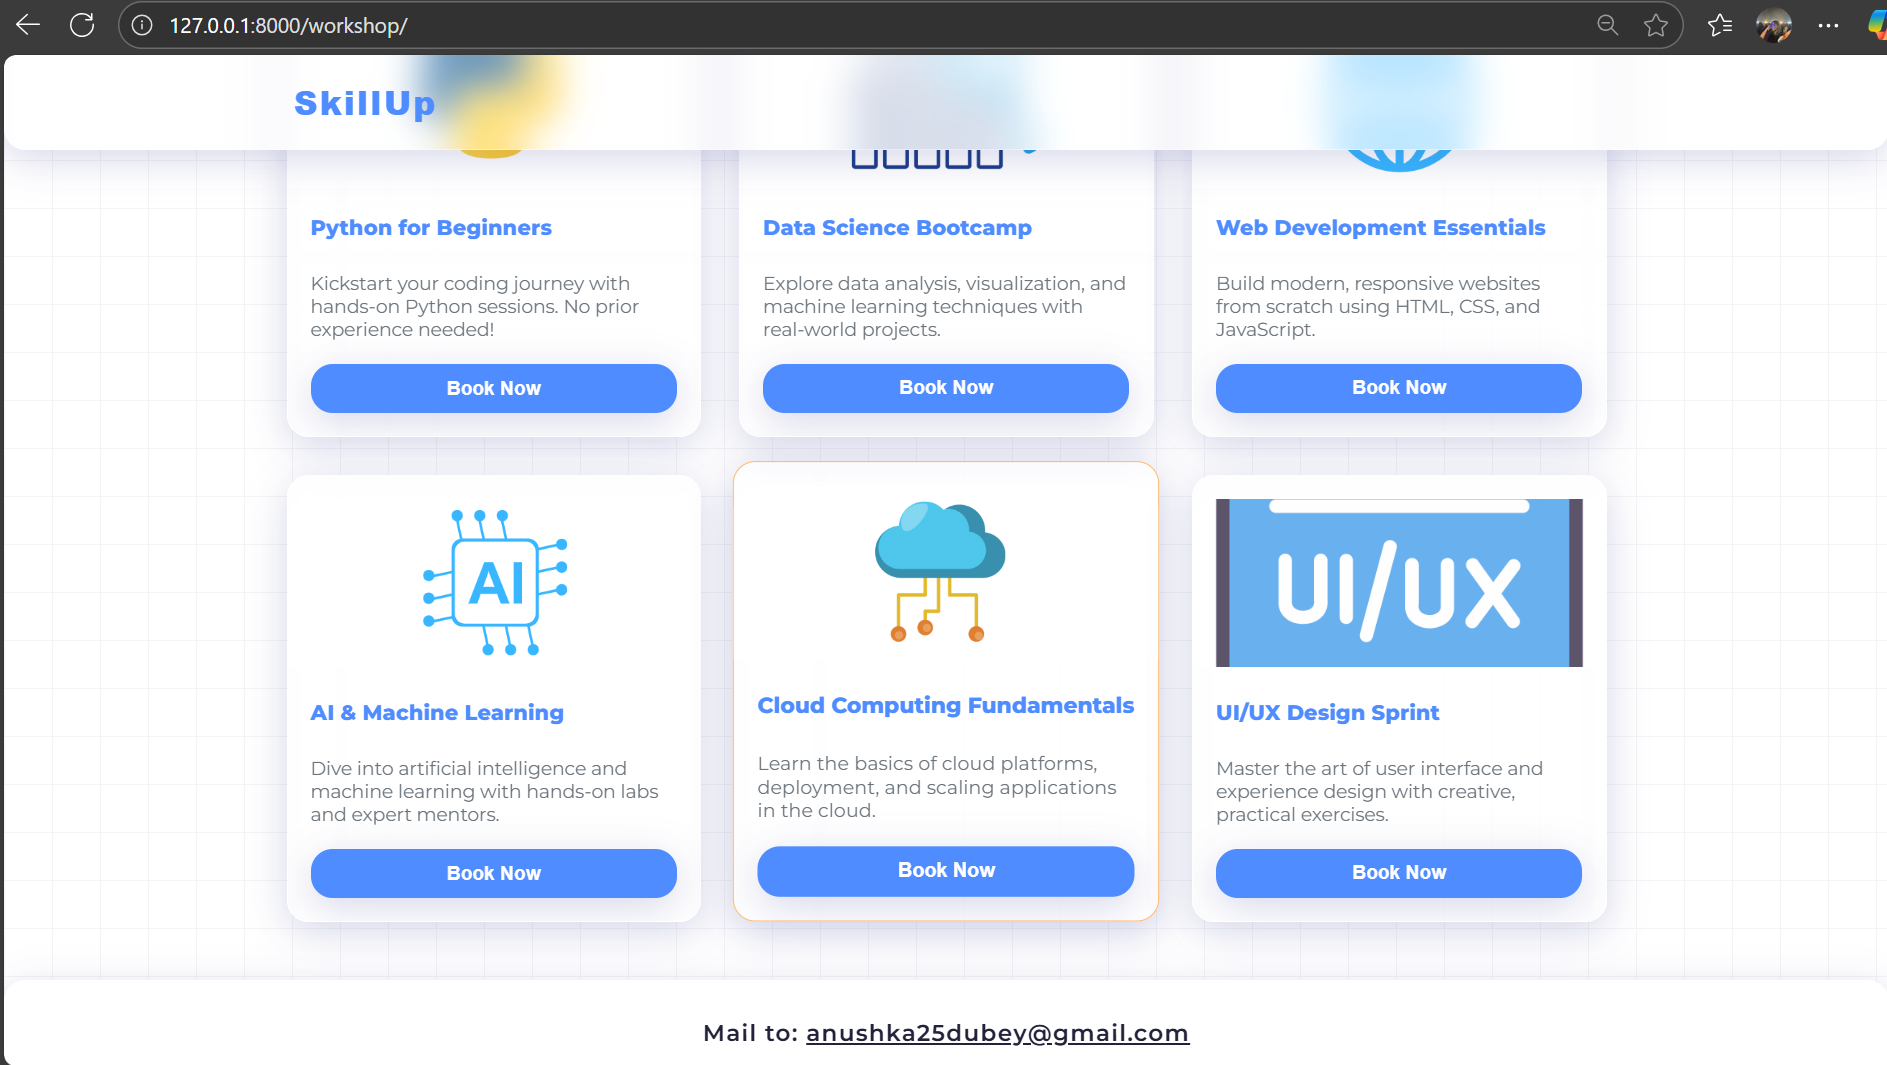 127.0.0.1:8000/workshop/
SkillUp
Python for Beginners
Kickstart your coding journey with
hands-on Python sessions. No prior
experience needed!
Book Now
Data Science Bootcamp
Explore data analysis, visualization, and
machine learning techniques with
real-world projects.
Book Now
Web Development Essentials
Build modern, responsive websites
from scratch using HTML, CSS, and
JavaScript.
Book Now
AI
AI & Machine Learning
Dive into artificial intelligence and
machine learning with hands-on labs
and expert mentors.
Book Now
Cloud Computing Fundamentals
Learn the basics of cloud platforms,
deployment, and scaling applications
in the cloud.
Book Now
UI/UX
UI/UX Design Sprint
Master the art of user interface and
experience design with creative,
practical exercises.
Book Now
Mail to: anushka25dubey@gmail.com